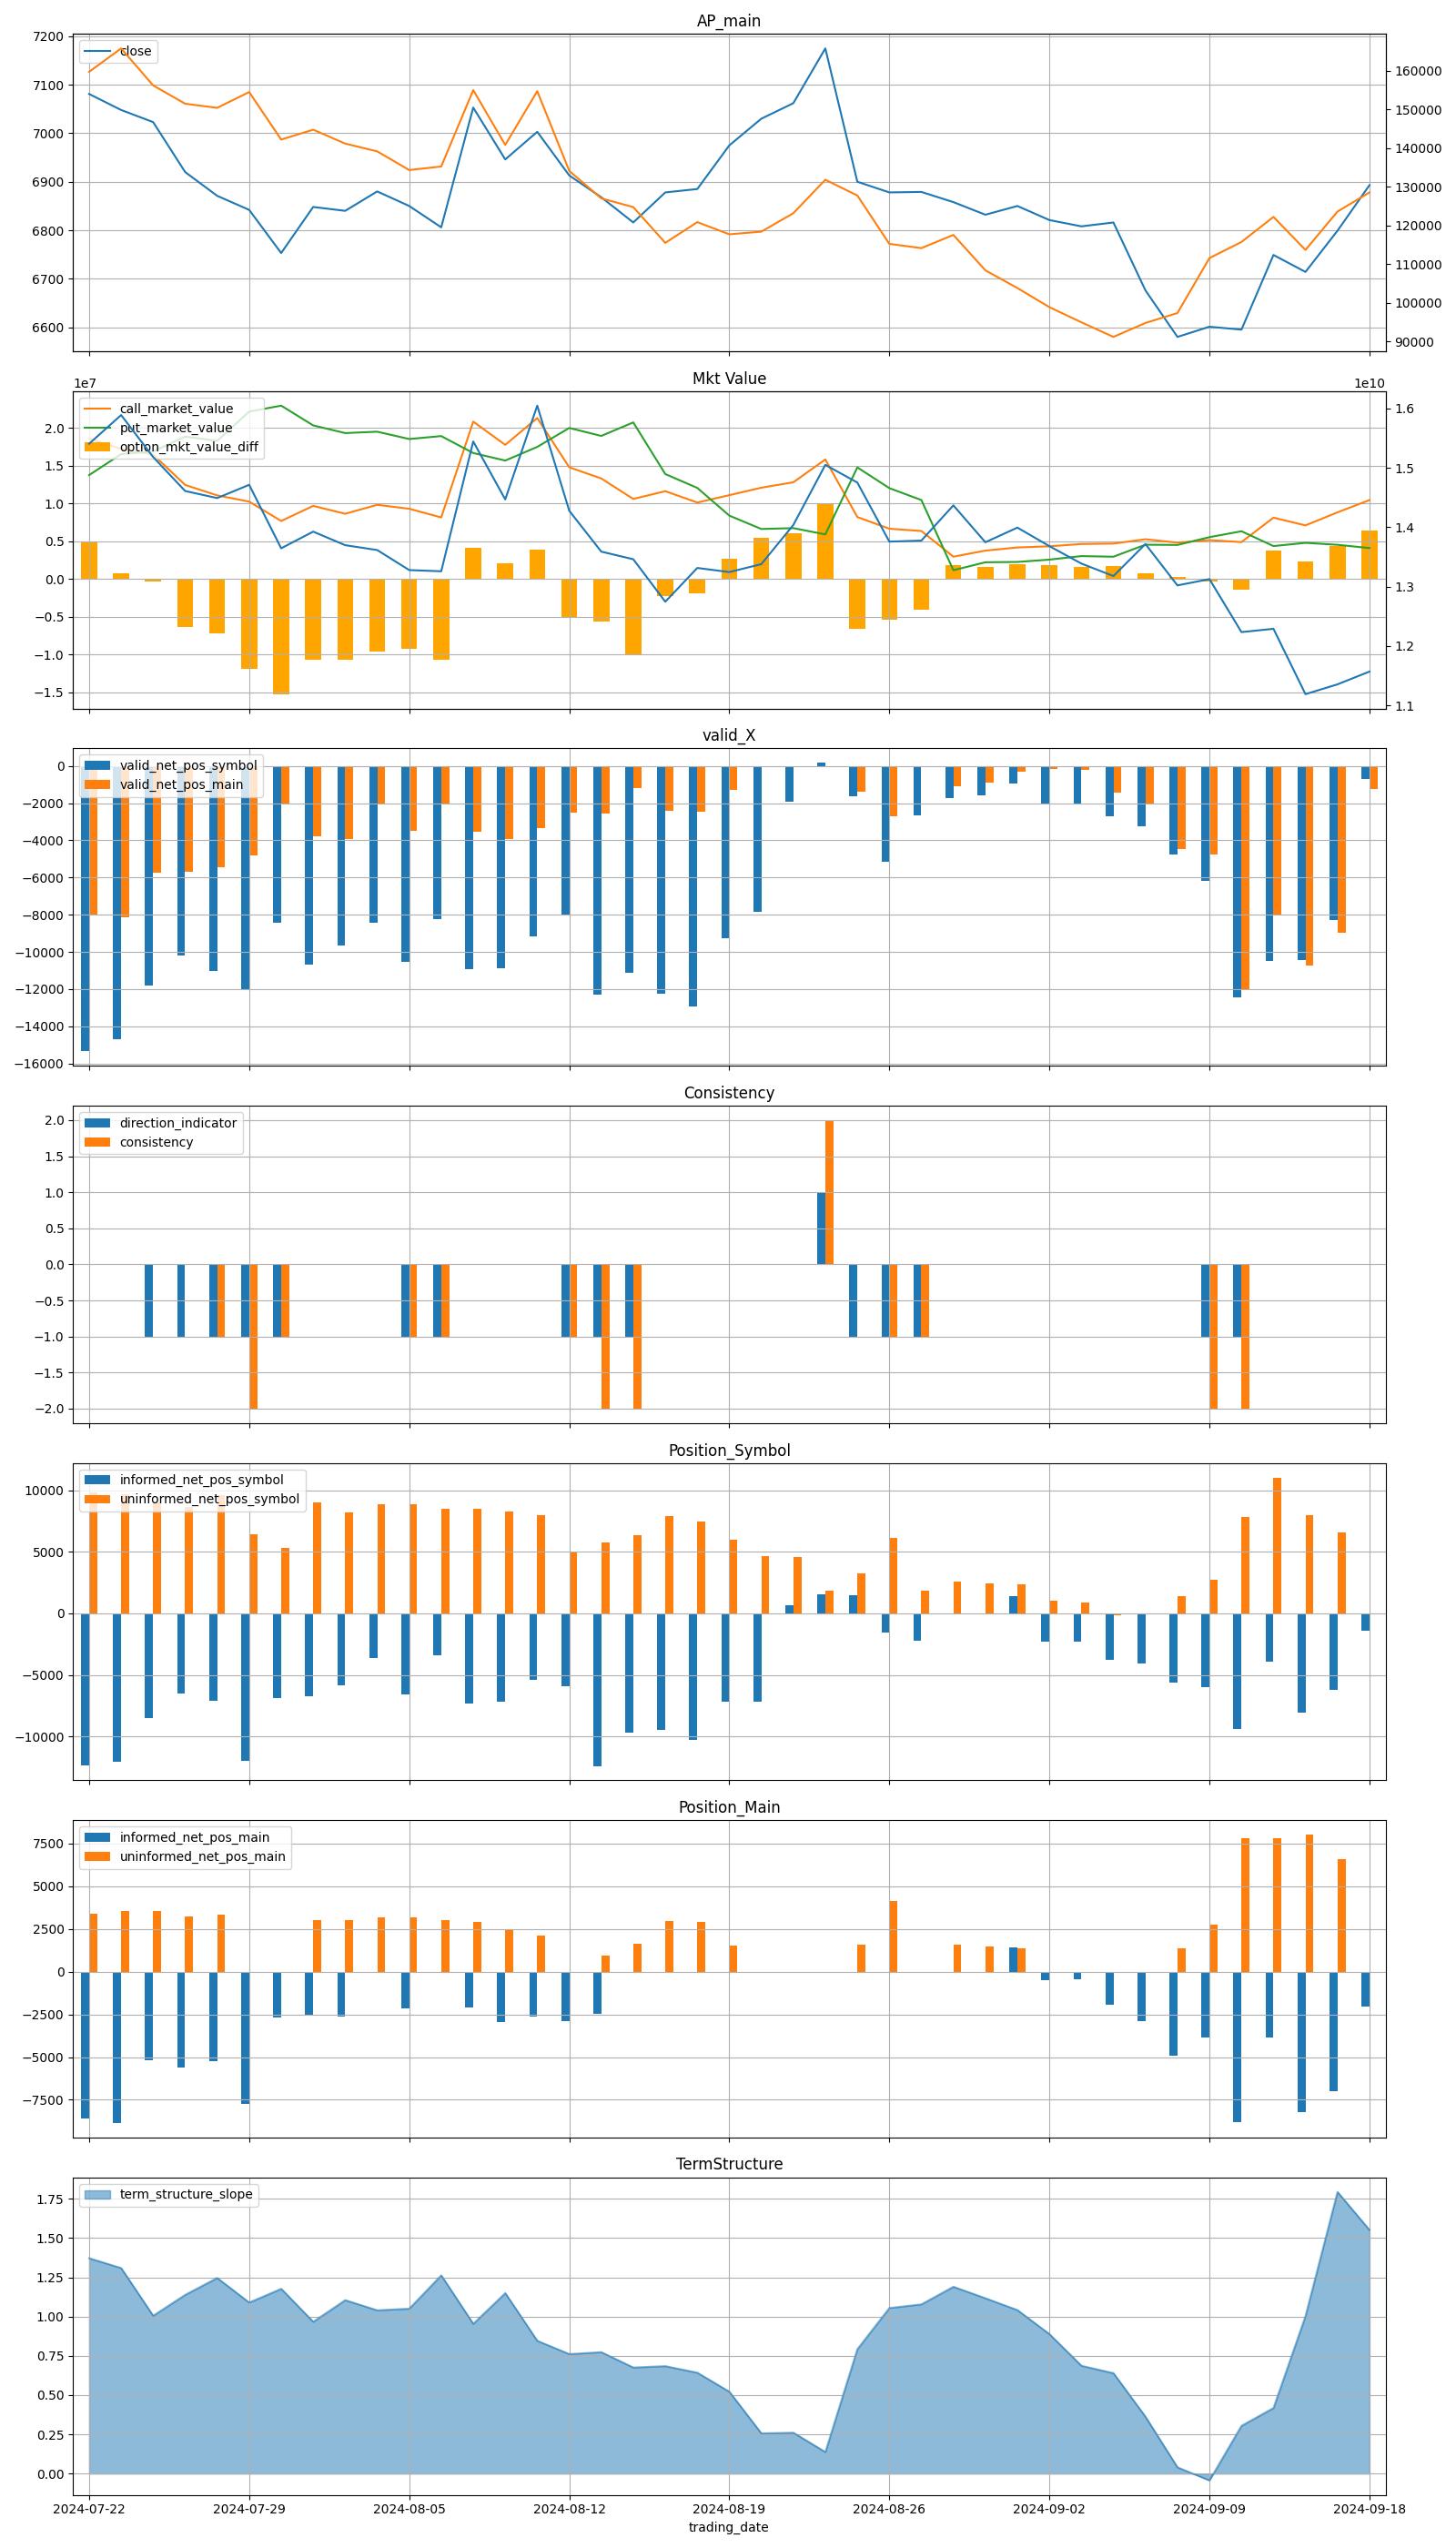 AP_main
close
7200
7100
7000
6900
6800
6700
6600
160000
150000
140000
130000
120000
110000
100000
90000
Mkt Value
1e7
1e10
call_market_value
put_market_value
option_mkt_value_diff
2.0
1.5
1.0
0.5
0.0
−0.5
−1.0
−1.5
1.6
1.5
1.4
1.3
1.2
1.1
valid_X
valid_net_pos_symbol
valid_net_pos_main
0
−2000
−4000
−6000
−8000
−10000
−12000
−14000
−16000
Consistency
direction_indicator
consistency
2.0
1.5
1.0
0.5
0.0
−0.5
−1.0
−1.5
−2.0
Position_Symbol
informed_net_pos_symbol
uninformed_net_pos_symbol
10000
5000
0
−5000
−10000
Position_Main
informed_net_pos_main
uninformed_net_pos_main
7500
5000
2500
0
−2500
−5000
−7500
TermStructure
term_structure_slope
1.75
1.50
1.25
1.00
0.75
0.50
0.25
0.00
2024-07-22 2024-07-29 2024-08-05 2024-08-12 2024-08-19 2024-08-26 2024-09-02 2024-09-09 2024-09-18
trading_date